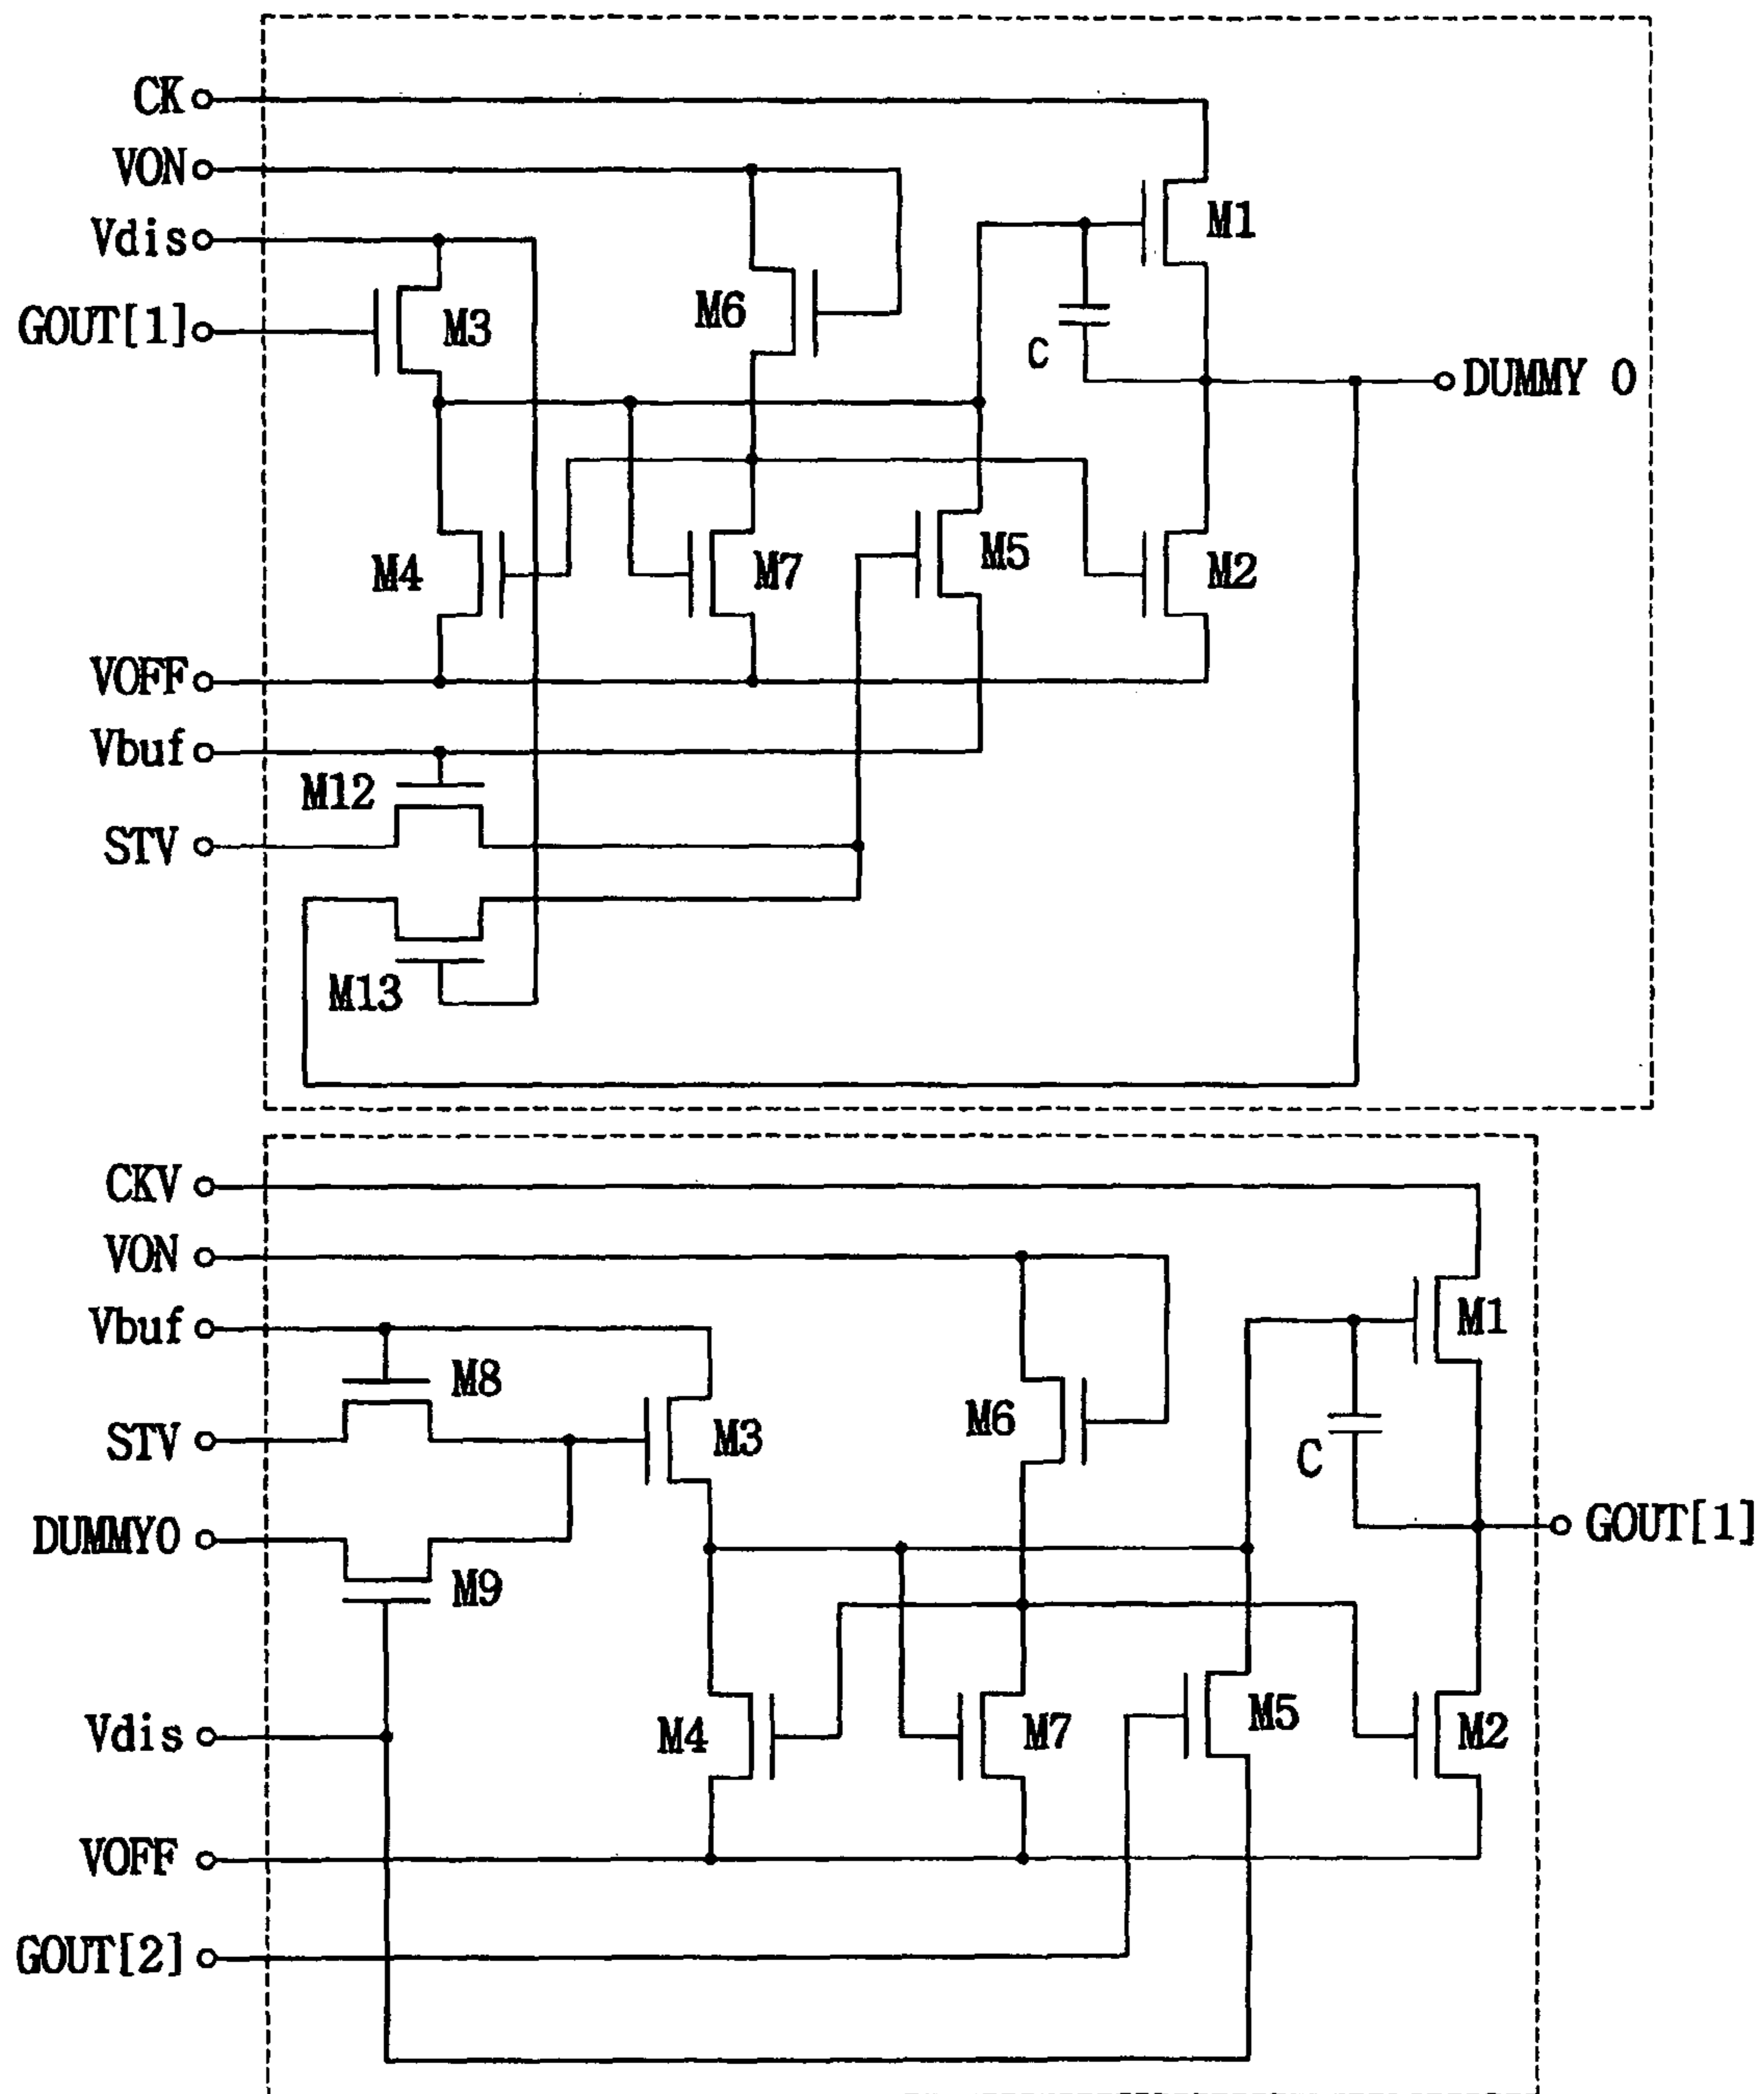 CK
VON
M1
Vdis
M6
GOUT[1]
M3
C
DUMMY 0
M5
M4
M7
M2
VOFF
Vbuf
M12
STV
M13
CKV
VON
Vbuf
M1
M8
M6
STV
M3
C
DUMMY0
GOUT[1]
M9
Vdis
M4
M7
M5
M2
VOFF
GOUT[2]